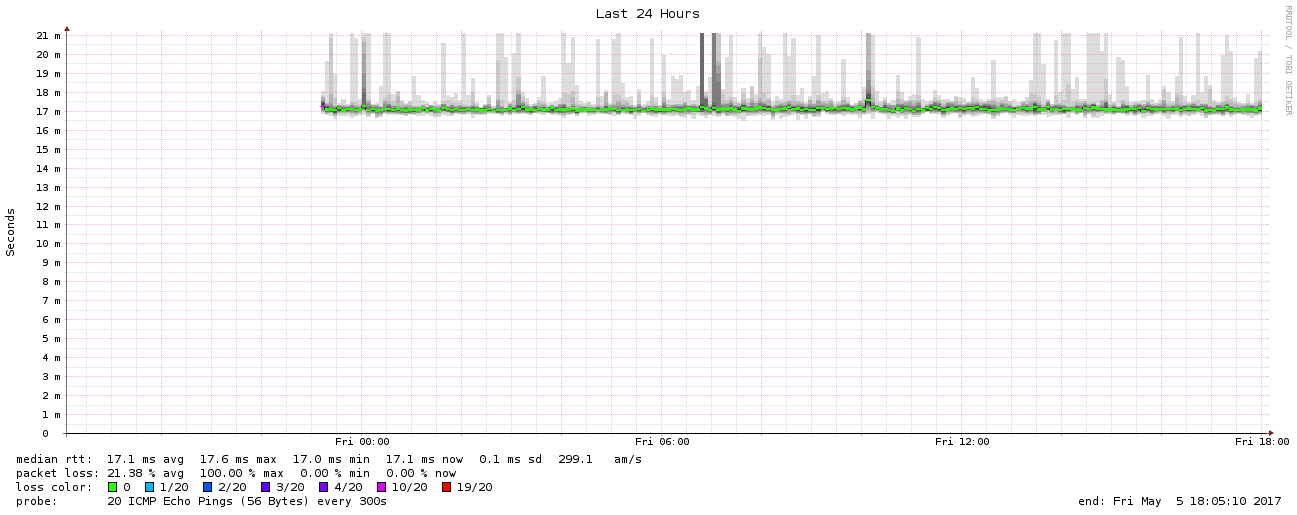 Last 24 Hours
RRDTOOL / TOBI OETIKER
21 m
20 m
19 m
18 m
17 m
16 m
15 m
14 m
13 m
12 m
11 m
10 m
9 m
8 m
7 m
6 m
5 m
4 m
3 m
2 m
1 m
0
Seconds
Fri 00:00 Fri 06:00 Fri 12:00 Fri 18:00
median rtt: 17.1 ms avg 17.6 ms max 17.0 ms min 17.1 ms now 0.1 ms sd 299.1 am/s
packet loss: 21.38 % avg 100.00 % max 0.00 % min 0.00 % now
loss color: 0 1/20 2/20 3/20 4/20 10/20 19/20
probe: 20 ICMP Echo Pings (56 Bytes) every 300s end: Fri May 5 18:05:10 2017